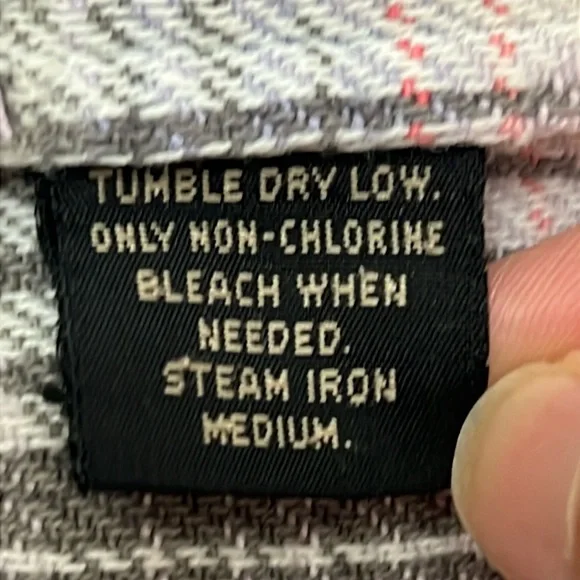 TUMBLE DRY LOW.
ONLY NON-CHLORINE
BLEACH WHEN
NEEDED.
STEAM IRON
MEDIUM.